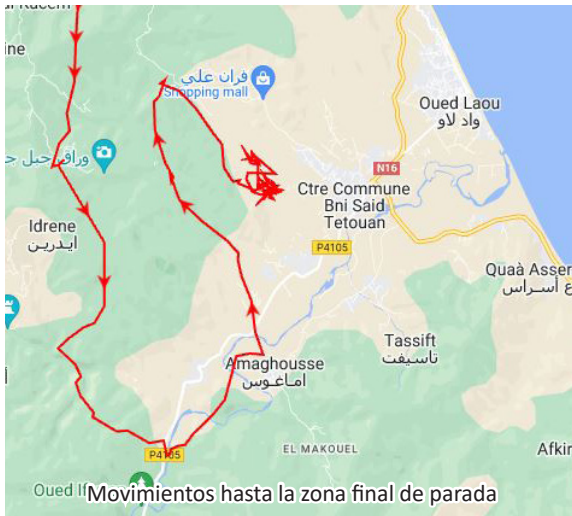 فران علي
Shopping mall
Oued Laou
واد لاو
N16
Ctre Commune
Bni Said
Tetouan
P4105
Idrene
ايدرين
Quaà Asser
ع أسراس
Tassift
تاسيفت
Amaghousse
اماغوس
P4105
EL MAKOUEL
Afkir
Oued If
Movimientos hasta la zona final de parada